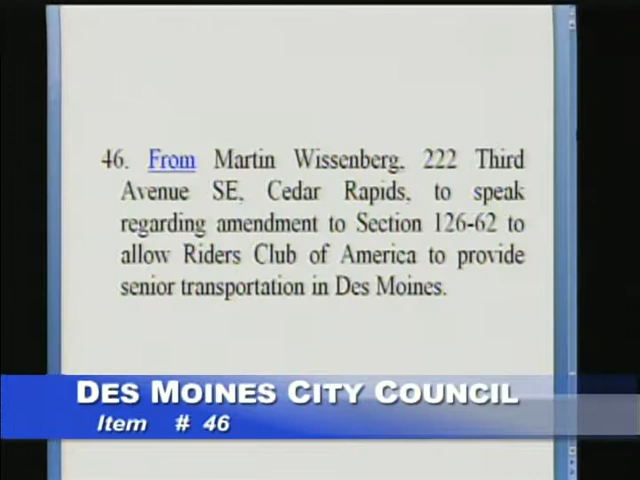 46. From Martin Wissenberg, 222 Third
Avenue SE, Cedar Rapids, to speak
regarding amendment to Section 126-62 to
allow Riders Club of America to provide
senior transportation in Des Moines.
DES MOINES CITY COUNCIL
Item # 46